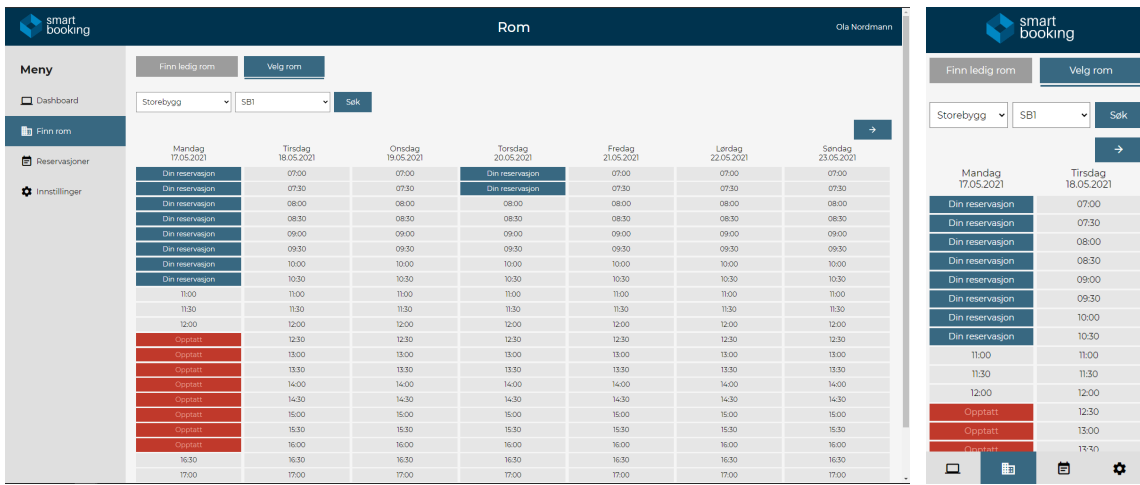 smart
booking
Rom
Ola Nordmann
Meny
Dashboard
Finn rom
Reservasjoner
Innstillinger
Finn ledig rom Velg rom
Storebygg SB1 Søk
Mandag Tirsdag Onsdag Torsdag Fredag Lørdag Søndag
17.05.2021 18.05.2021 19.05.2021 20.05.2021 21.05.2021 22.05.2021 23.05.2021
Din reservasjon 07:00 07:00 Din reservasjon 07:00 07:00 07:00
Din reservasjon 07:30 07:30 Din reservasjon 07:30 07:30 07:30
Din reservasjon 08:00 08:00 08:00 08:00 08:00 08:00
Din reservasjon 08:30 08:30 08:30 08:30 08:30 08:30
Din reservasjon 09:00 09:00 09:00 09:00 09:00 09:00
Din reservasjon 09:30 09:30 09:30 09:30 09:30 09:30
Din reservasjon 10:00 10:00 10:00 10:00 10:00 10:00
Din reservasjon 10:30 10:30 10:30 10:30 10:30 10:30
11:00 11:00 11:00 11:00 11:00 11:00 11:00
11:30 11:30 11:30 11:30 11:30 11:30 11:30
12:00 12:00 12:00 12:00 12:00 12:00 12:00
Opptatt 12:30 12:30 12:30 12:30 12:30 12:30
Opptatt 13:00 13:00 13:00 13:00 13:00 13:00
Opptatt 13:30 13:30 13:30 13:30 13:30 13:30
Opptatt 14:00 14:00 14:00 14:00 14:00 14:00
Opptatt 14:30 14:30 14:30 14:30 14:30 14:30
Opptatt 15:00 15:00 15:00 15:00 15:00 15:00
Opptatt 15:30 15:30 15:30 15:30 15:30 15:30
Opptatt 16:00 16:00 16:00 16:00 16:00 16:00
16:30 16:30 16:30 16:30 16:30 16:30 16:30
17:00 17:00 17:00 17:00 17:00 17:00 17:00
smart
booking
Finn ledig rom Velg rom
Storebygg SB1 Søk
Mandag Tirsdag
17.05.2021 18.05.2021
Din reservasjon 07:00
Din reservasjon 07:30
Din reservasjon 08:00
Din reservasjon 08:30
Din reservasjon 09:00
Din reservasjon 09:30
Din reservasjon 10:00
Din reservasjon 10:30
11:00 11:00
11:30 11:30
12:00 12:00
Opptatt 12:30
Opptatt 13:00
Opptatt 13:30